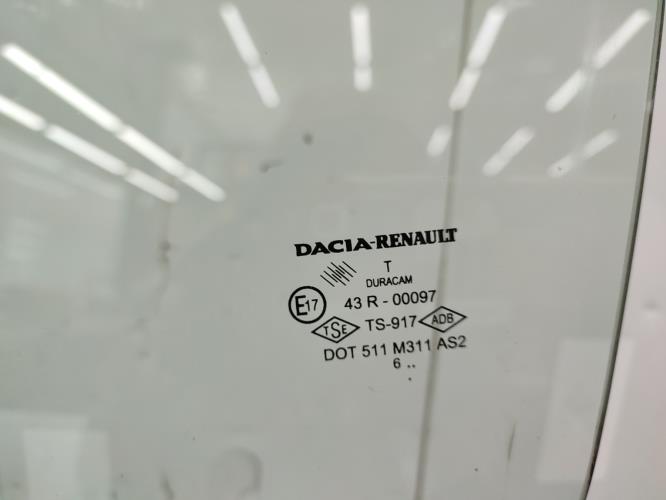 DACIA-RENAULT
T
DURACAM
E17 43 R - 00097
TSE TS-917 ADB
DOT 511 M311 AS2
6 ..